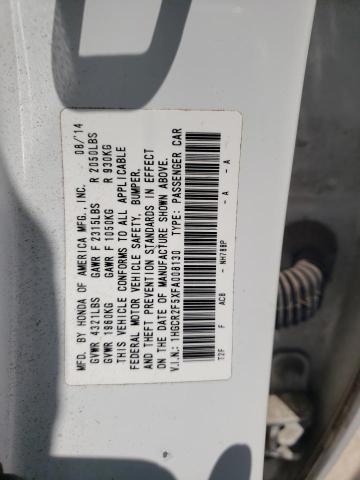 MFD. BY HONDA OF AMERICA MFG., INC. 08/14
GVWR 4321LBS GAWR F 2315LBS R 2050LBS
GVWR 1960KG GAWR F 1050KG R 930KG
THIS VEHICLE CONFORMS TO ALL APPLICABLE
FEDERAL MOTOR VEHICLE SAFETY, BUMPER,
AND THEFT PREVENTION STANDARDS IN EFFECT
ON THE DATE OF MANUFACTURE SHOWN ABOVE.
V.I.N.: 1HGCR2F5XFA008130 TYPE: PASSENGER CAR
T2F F ACB - NH788P - A - A